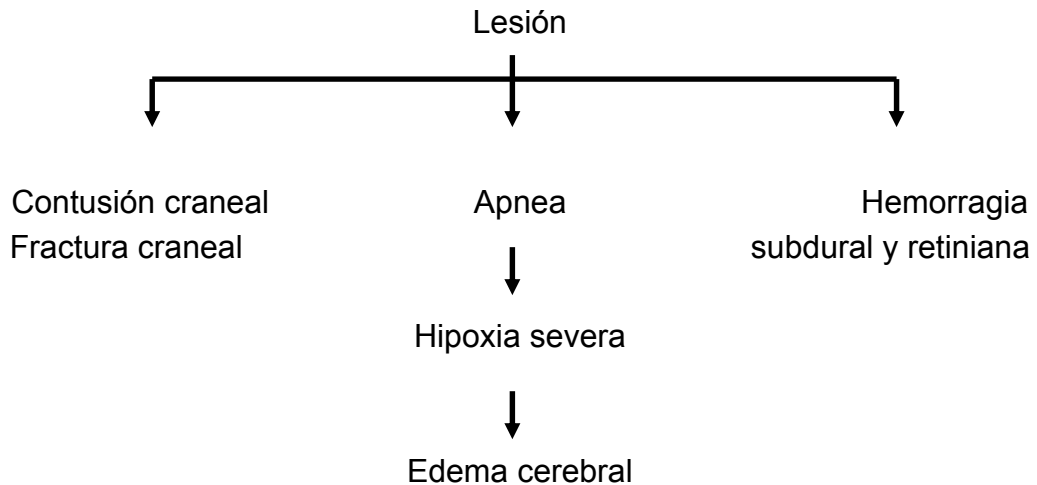 Lesión
Contusión craneal
Fractura craneal
Apnea
Hemorragia
subdural y retiniana
Hipoxia severa
Edema cerebral